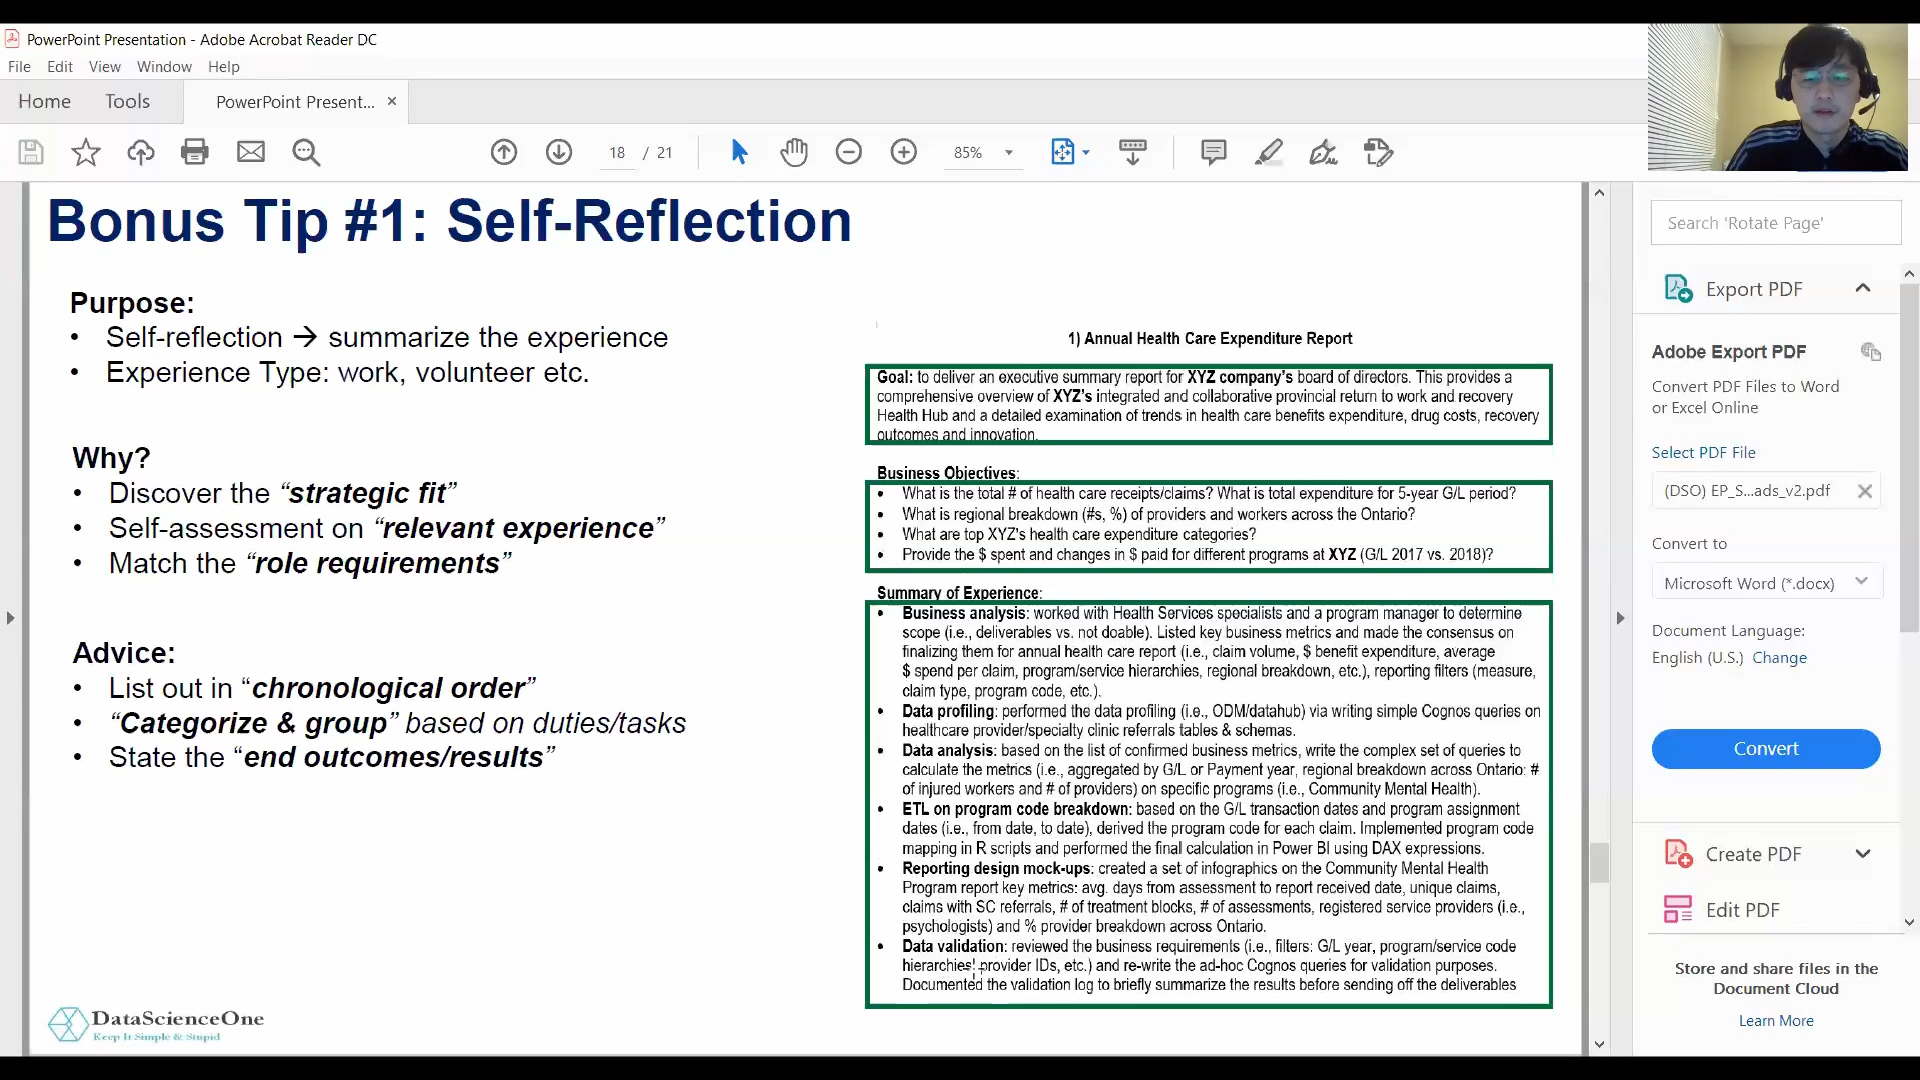 PowerPoint Presentation - Adobe Acrobat Reader DC
File Edit View Window Help
Home Tools PowerPoint Present... ×
18 / 21 85%
Bonus Tip #1: Self-Reflection
Purpose:
• Self-reflection → summarize the experience
• Experience Type: work, volunteer etc.
Why?
• Discover the “strategic fit”
• Self-assessment on “relevant experience”
• Match the “role requirements”
Advice:
• List out in “chronological order”
• “Categorize & group” based on duties/tasks
• State the “end outcomes/results”
DataScienceOne
Keep It Simple & Stupid
1) Annual Health Care Expenditure Report
Goal: to deliver an executive summary report for XYZ company’s board of directors. This provides a
comprehensive overview of XYZ’s integrated and collaborative provincial return to work and recovery
Health Hub and a detailed examination of trends in health care benefits expenditure, drug costs, recovery
outcomes and innovation.
Business Objectives:
• What is the total # of health care receipts/claims? What is total expenditure for 5-year G/L period?
• What is regional breakdown (#s, %) of providers and workers across the Ontario?
• What are top XYZ’s health care expenditure categories?
• Provide the $ spent and changes in $ paid for different programs at XYZ (G/L 2017 vs. 2018)?
Summary of Experience:
• Business analysis: worked with Health Services specialists and a program manager to determine
scope (i.e., deliverables vs. not doable). Listed key business metrics and made the consensus on
finalizing them for annual health care report (i.e., claim volume, $ benefit expenditure, average
$ spend per claim, program/service hierarchies, regional breakdown, etc.), reporting filters (measure,
claim type, program code, etc.).
• Data profiling: performed the data profiling (i.e., ODM/datahub) via writing simple Cognos queries on
healthcare provider/specialty clinic referrals tables & schemas.
• Data analysis: based on the list of confirmed business metrics, write the complex set of queries to
calculate the metrics (i.e., aggregated by G/L or Payment year, regional breakdown across Ontario: #
of injured workers and # of providers) on specific programs (i.e., Community Mental Health).
• ETL on program code breakdown: based on the G/L transaction dates and program assignment
dates (i.e., from date, to date), derived the program code for each claim. Implemented program code
mapping in R scripts and performed the final calculation in Power BI using DAX expressions.
• Reporting design mock-ups: created a set of infographics on the Community Mental Health
Program report key metrics: avg. days from assessment to report received date, unique claims,
claims with SC referrals, # of treatment blocks, # of assessments, registered service providers (i.e.,
psychologists) and % provider breakdown across Ontario.
• Data validation: reviewed the business requirements (i.e., filters: G/L year, program/service code
hierarchies, provider IDs, etc.) and re-write the ad-hoc Cognos queries for validation purposes.
Documented the validation log to briefly summarize the results before sending off the deliverables
Search 'Rotate Page'
Export PDF
Adobe Export PDF
Convert PDF Files to Word
or Excel Online
Select PDF File
(DSO) EP_S...ads_v2.pdf
Convert to
Microsoft Word (*.docx)
Document Language:
English (U.S.) Change
Convert
Create PDF
Edit PDF
Store and share files in the
Document Cloud
Learn More